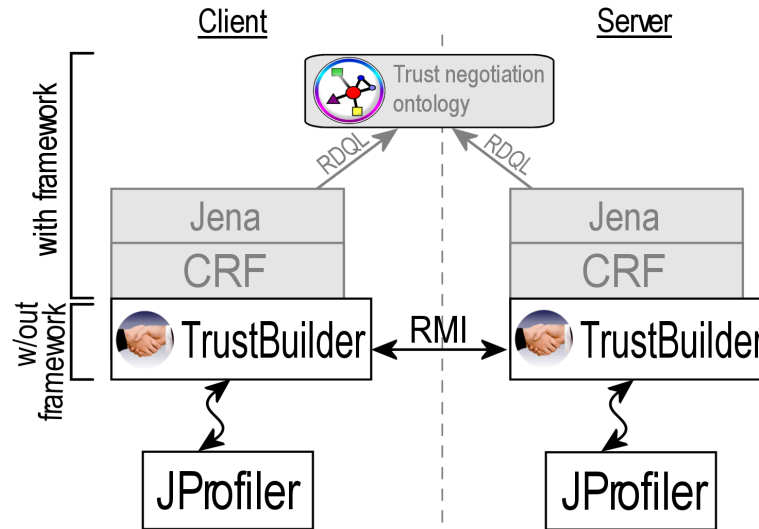 Client
Server
Trust negotiation
ontology
RDQL
RDQL
with framework
Jena
Jena
CRF
CRF
w/out
framework
TrustBuilder
RMI
TrustBuilder
JProfiler
JProfiler